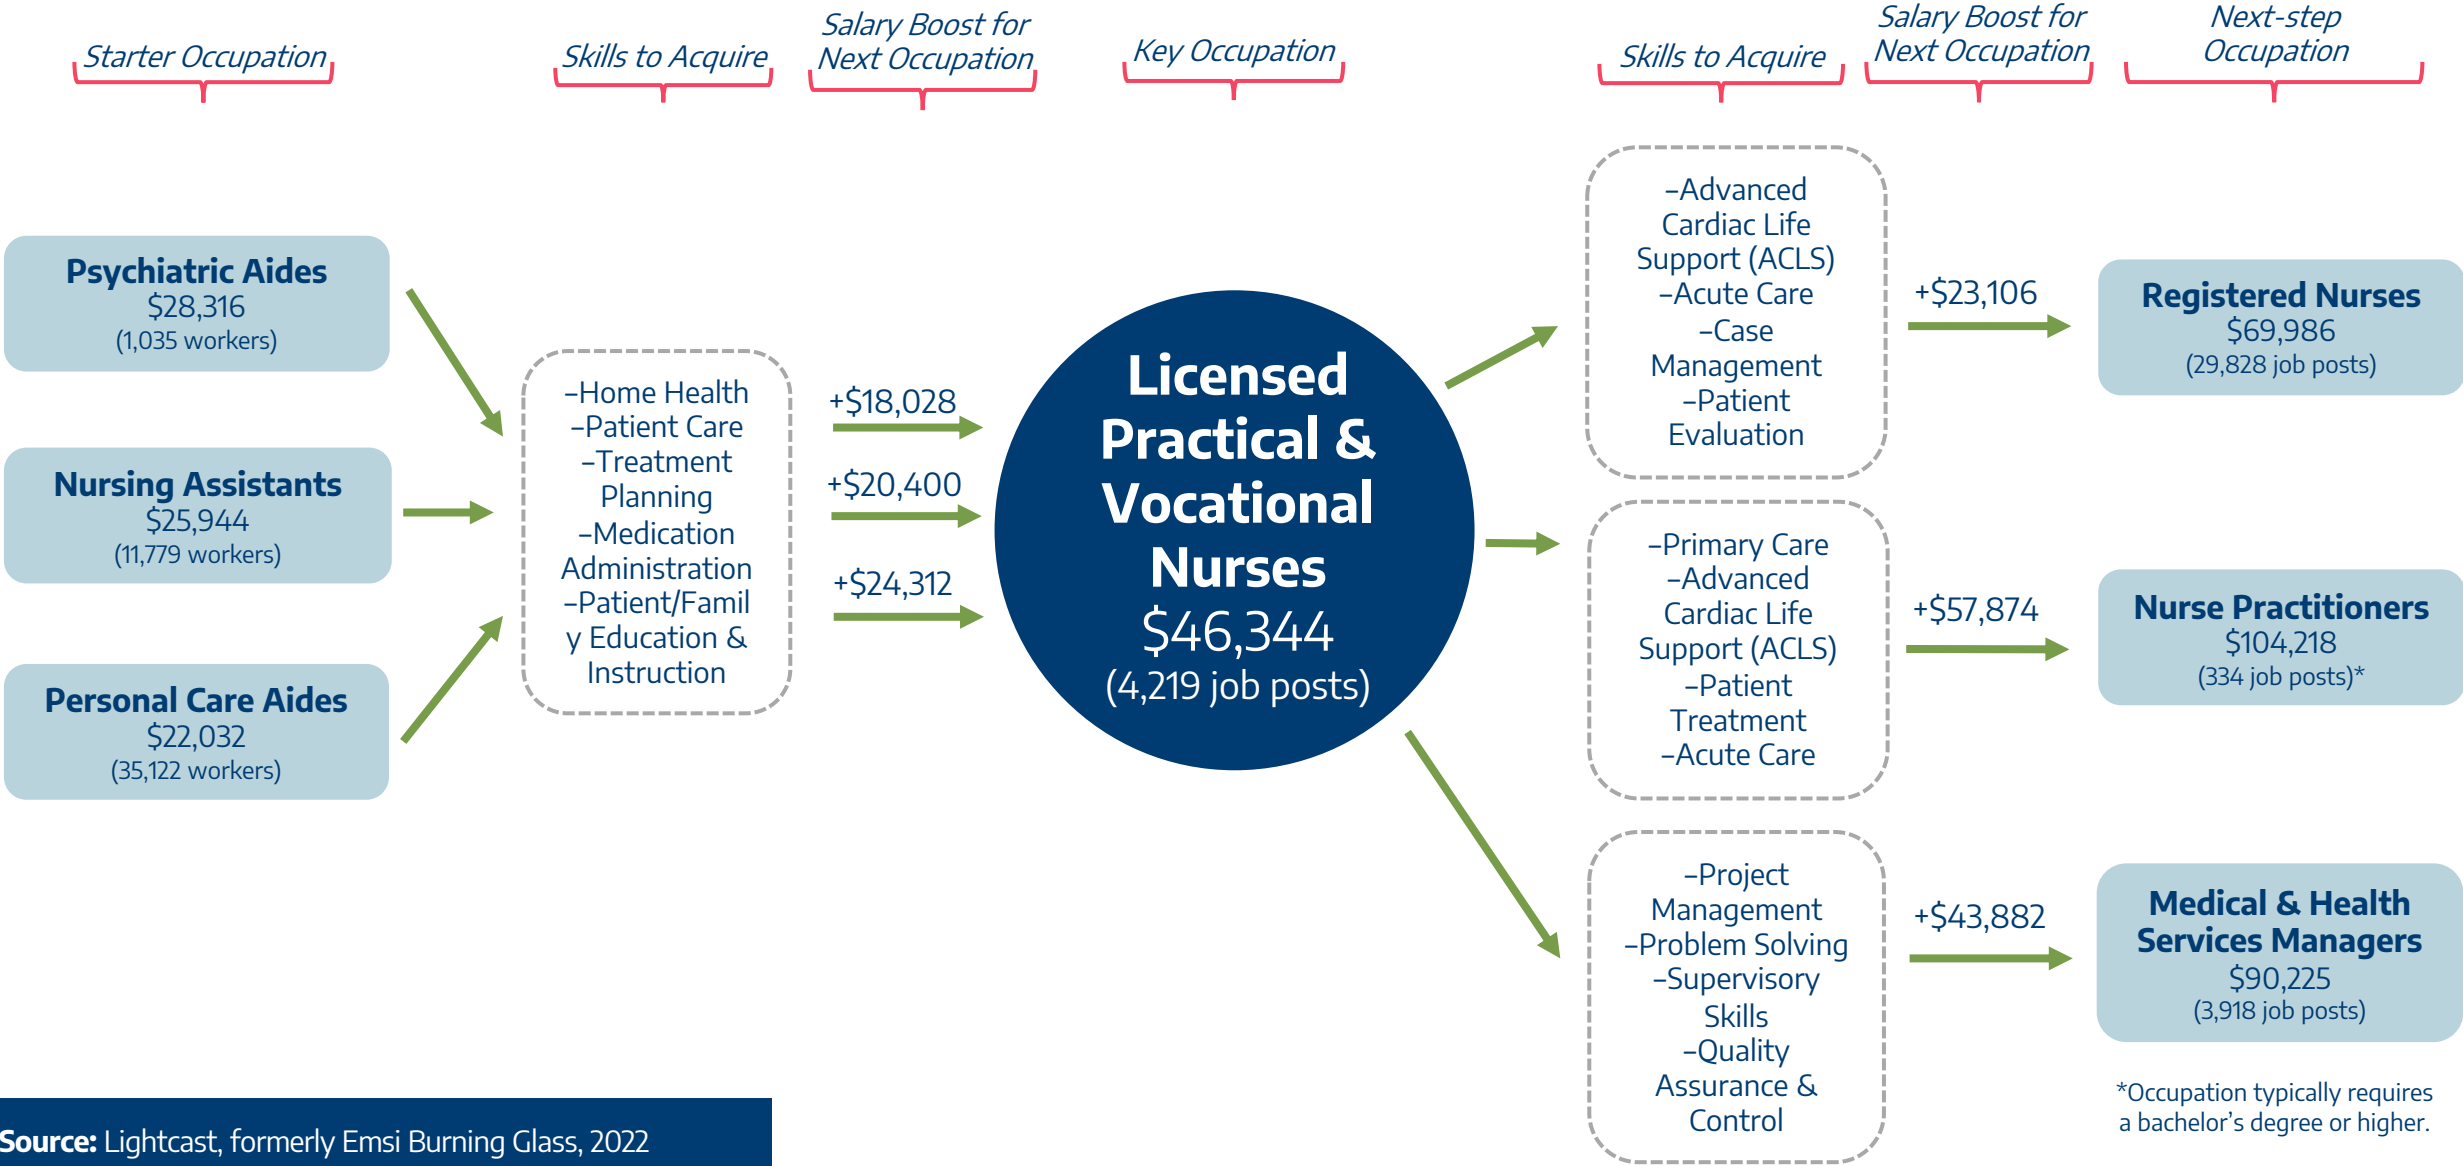 Starter Occupation
Skills to Acquire
Salary Boost for
Next Occupation
Key Occupation
Skills to Acquire
Salary Boost for
Next Occupation
Next-step
Occupation
Psychiatric Aides
$28,316
(1,035 workers)
Nursing Assistants
$25,944
(11,779 workers)
Personal Care Aides
$22,032
(35,122 workers)
–Home Health
–Patient Care
–Treatment
Planning
–Medication
Administration
–Patient/Famil
y Education &
Instruction
+$18,028
+$20,400
+$24,312
Licensed
Practical &
Vocational
Nurses
$46,344
(4,219 job posts)
–Advanced
Cardiac Life
Support (ACLS)
–Acute Care
–Case
Management
–Patient
Evaluation
+$23,106
Registered Nurses
$69,986
(29,828 job posts)
–Primary Care
–Advanced
Cardiac Life
Support (ACLS)
–Patient
Treatment
–Acute Care
+$57,874
Nurse Practitioners
$104,218
(334 job posts)*
–Project
Management
–Problem Solving
–Supervisory
Skills
–Quality
Assurance &
Control
+$43,882
Medical & Health
Services Managers
$90,225
(3,918 job posts)
*Occupation typically requires
a bachelor's degree or higher.
Source: Lightcast, formerly Emsi Burning Glass, 2022